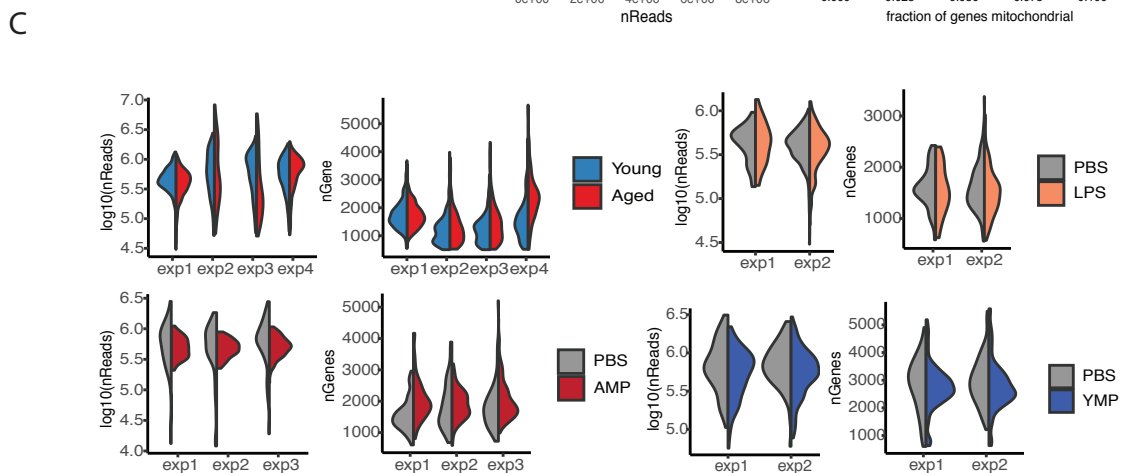 nReads
fraction of genes mitochondrial
C
7.0
6.5
6.0
5.5
5.0
4.5
log10(nReads)
exp1 exp2 exp3 exp4
5000
4000
3000
2000
1000
nGene
exp1 exp2 exp3 exp4
Young
Aged
6.0
5.5
5.0
4.5
log10(nReads)
exp1 exp2
3000
2000
1000
nGenes
exp1 exp2
PBS
LPS
6.5
6.0
5.5
5.0
4.5
4.0
log10(nReads)
exp1 exp2 exp3
5000
4000
3000
2000
1000
nGenes
exp1 exp2 exp3
PBS
AMP
6.5
6.0
5.5
5.0
log10(nReads)
exp1 exp2
5000
4000
3000
2000
1000
nGenes
exp1 exp2
PBS
YMP